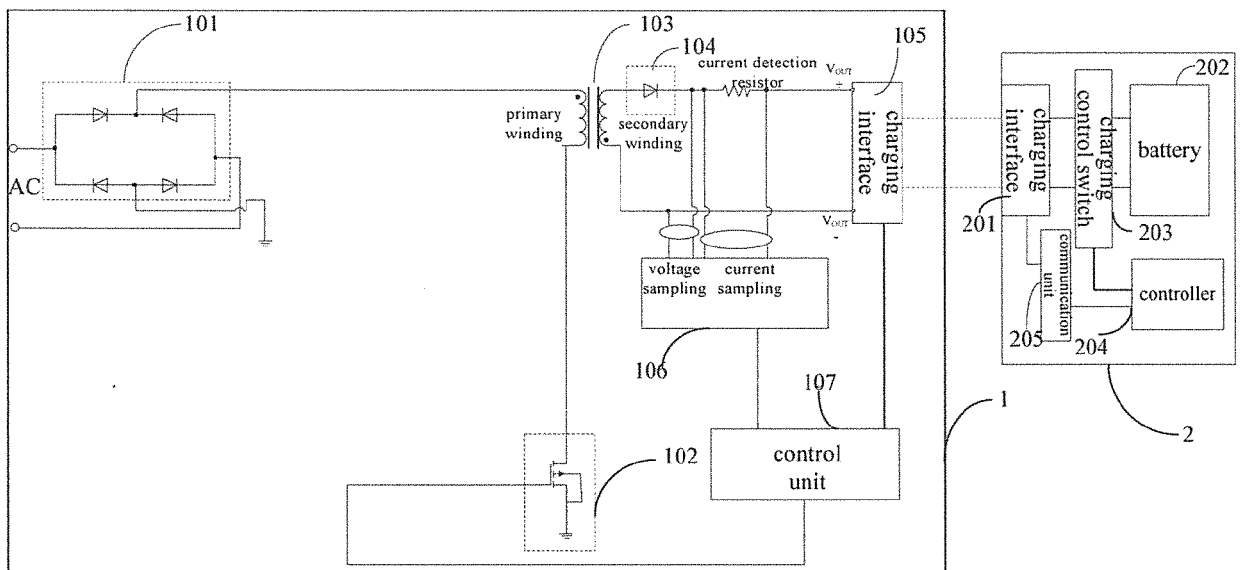 101
103
104
105
202
current detection
resistor
V_OUT
+
primary
winding
secondary
winding
charging
interface
charging
interface
charging
control switch
battery
AC
201
203
V_OUT
-
voltage
sampling
current
sampling
communication
unit
controller
205
204
106
107
1
2
102
control
unit